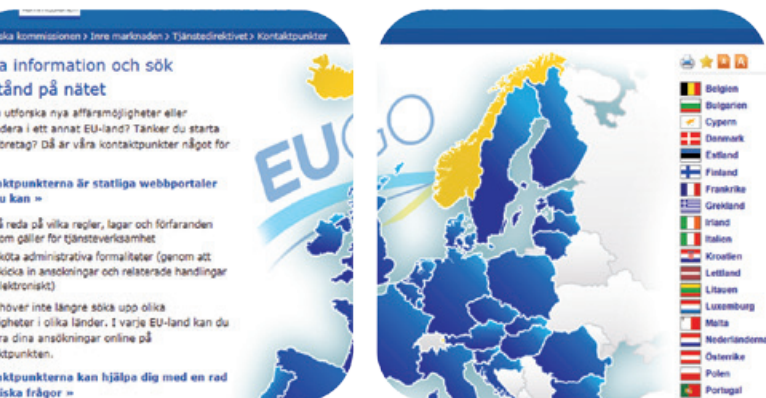 ska kommissionen > Inre marknaden > Tjänstedirektivet > Kontaktpunkter
a information och sök
tånd på nätet
utforska nya affärsmöjligheter eller
dera i ett annat EU-land? Tänker du starta
öretag? Då är våra kontaktpunkter något för
ktpunkterna är statliga webbportaler
u kan »
å reda på vilka regler, lagar och förfaranden
om gäller för tjänsteverksamhet
köta administrativa formaliteter (genom att
kicka in ansökningar och relaterade handlingar
lektroniskt)
höver inte längre söka upp olika
igheter i olika länder. I varje EU-land kan du
ra dina ansökningar online på
ktpunkten.
ktpunkterna kan hjälpa dig med en rad
iska frågor »
EUGO
Belgien
Bulgarien
Cypern
Danmark
Estland
Finland
Frankrike
Grekland
Irland
Italien
Kroatien
Lettland
Litauen
Luxemburg
Malta
Nederländerna
Österrike
Polen
Portugal